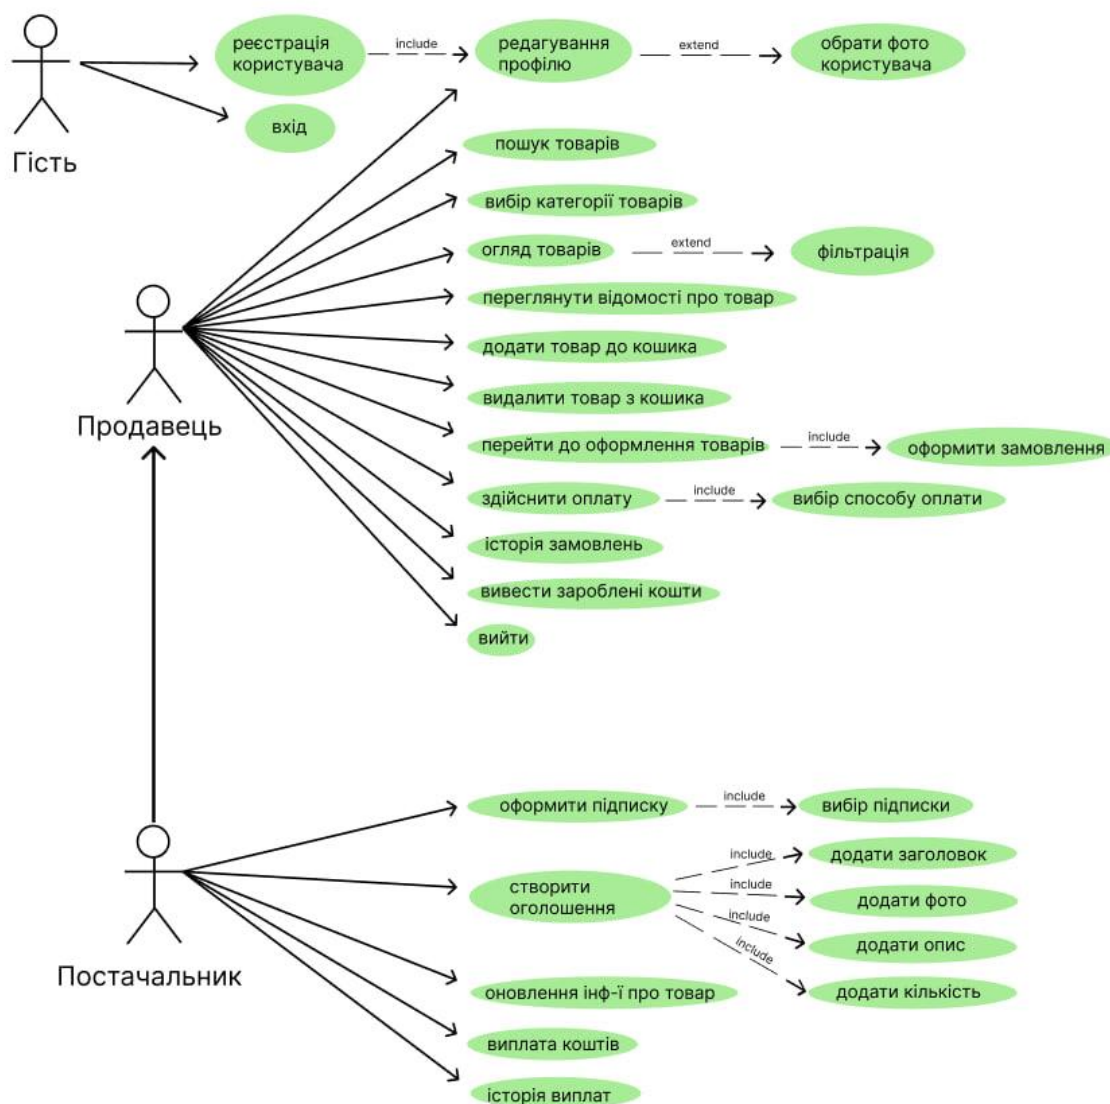 реєстрація
користувача
include
редагування
профілю
extend
обрати фото
користувача
вхід
Гість
пошук товарів
вибір категорії товарів
огляд товарів
extend
фільтрація
переглянути відомості про товар
додати товар до кошика
видалити товар з кошика
Продавець
перейти до оформлення товарів
include
оформити замовлення
здійснити оплату
include
вибір способу оплати
історія замовлень
вивести зароблені кошти
вийти
оформити підписку
include
вибір підписки
створити
оголошення
include
додати заголовок
include
додати фото
include
додати опис
include
додати кількість
Постачальник
оновлення інф-ї про товар
виплата коштів
історія виплат